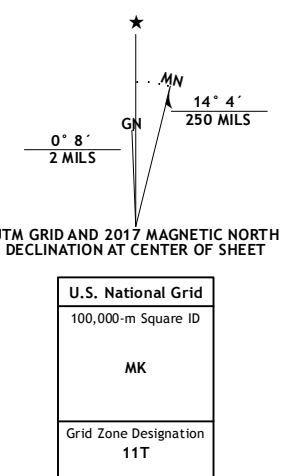 ★
MN
GN
14° 4´
250 MILS
0° 8´
2 MILS
UTM GRID AND 2017 MAGNETIC NORTH
DECLINATION AT CENTER OF SHEET
U.S. National Grid
100,000-m Square ID
MK
Grid Zone Designation
11T